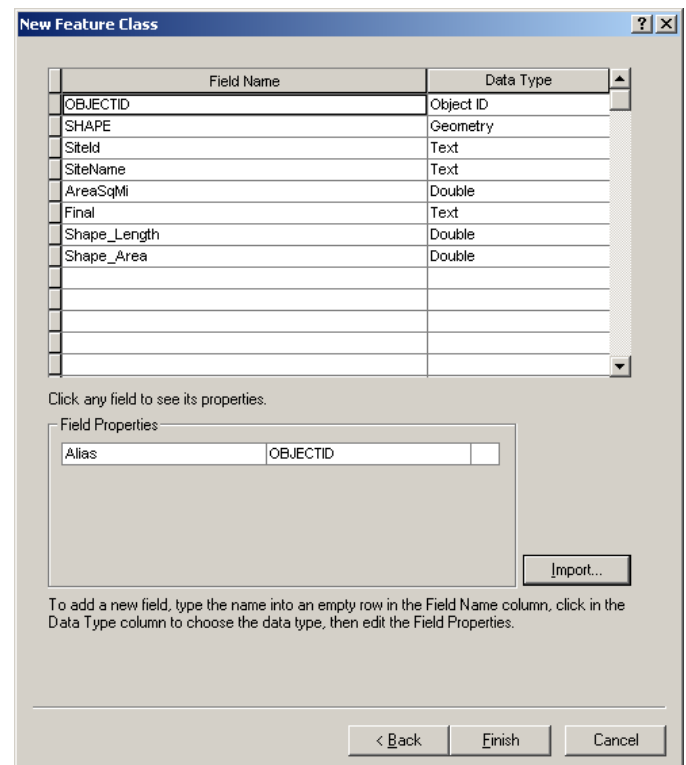 New Feature Class
Field Name Data Type
OBJECTID Object ID
SHAPE Geometry
SiteId Text
SiteName Text
AreaSqMi Double
Final Text
Shape_Length Double
Shape_Area Double
Click any field to see its properties.
Field Properties
Alias OBJECTID
Import...
To add a new field, type the name into an empty row in the Field Name column, click in the
Data Type column to choose the data type, then edit the Field Properties.
< Back Finish Cancel